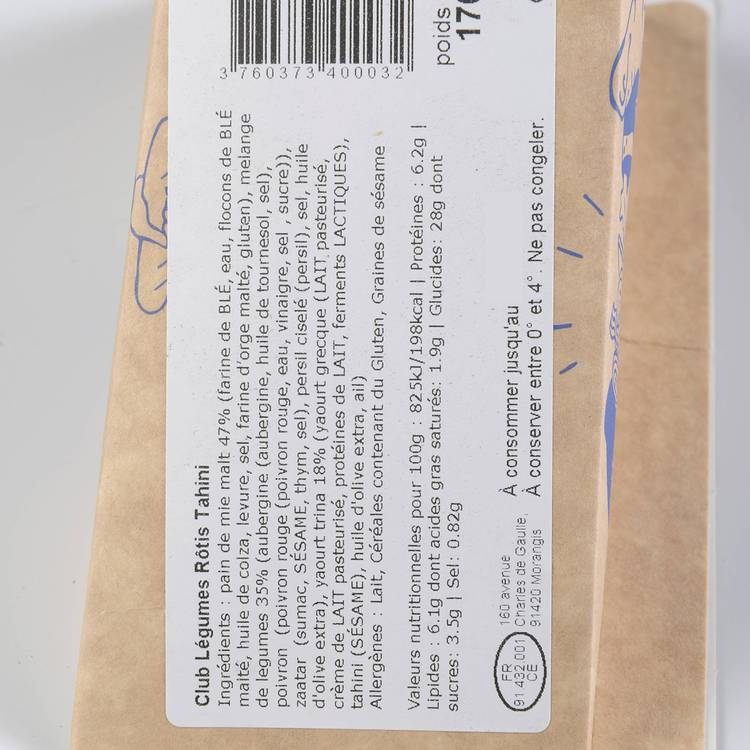 Club Légumes Rôtis Tahini
Ingrédients : pain de mie malt 47% (farine de BLÉ, eau, flocons de BLÉ
malté, huile de colza, levure, sel, farine d'orge malté, gluten), melange
de legumes 35% (aubergine (aubergine, huile de tournesol, sel),
poivron (poivron rouge (poivron rouge, eau, vinaigre, sel , sucre)),
zaatar (sumac, SÉSAME, thym, sel), persil ciselé (persil), sel, huile
d'olive extra), yaourt trina 18% (yaourt grecque (LAIT pasteurisé,
crème de LAIT pasteurisé, protéines de LAIT, ferments LACTIQUES),
tahini (SÉSAME), huile d'olive extra, ail)
Allergènes : Lait, Céréales contenant du Gluten, Graines de sésame
Valeurs nutritionnelles pour 100g : 825kJ/198kcal | Protéines : 6.2g |
Lipides : 6.1g dont acides gras saturés: 1.9g | Glucides: 28g dont
sucres: 3.5g | Sel: 0.82g
FR
91 432 001
CE
160 avenue
Charles de Gaulle,
91420 Morangis
À consommer jusqu'au
À conserver entre 0° et 4°. Ne pas congeler.
3 760373 400032
poids